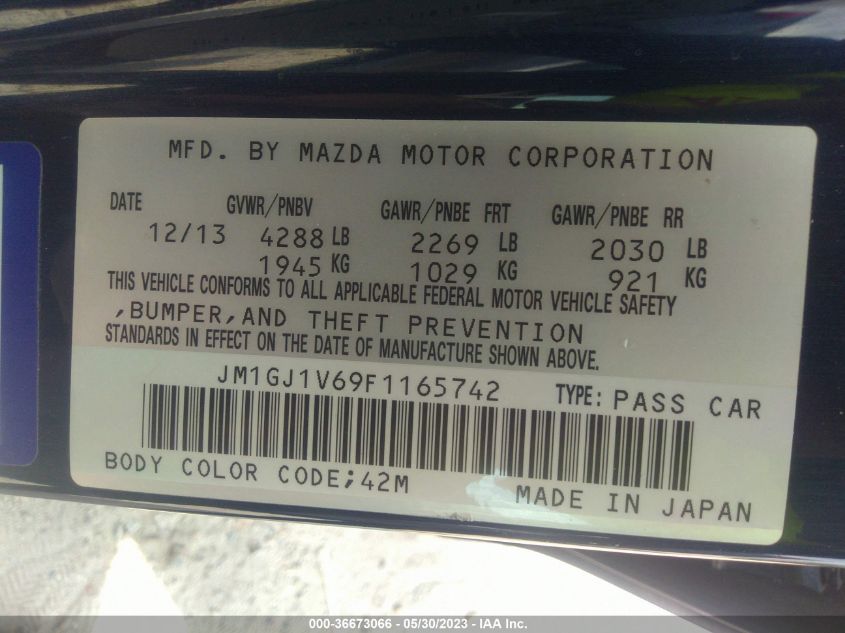 MFD. BY MAZDA MOTOR CORPORATION
DATE GVWR/PNBV GAWR/PNBE FRT GAWR/PNBE RR
12/13 4288 LB 2269 LB 2030 LB
1945 KG 1029 KG 921 KG
THIS VEHICLE CONFORMS TO ALL APPLICABLE FEDERAL MOTOR VEHICLE SAFETY
,BUMPER,AND THEFT PREVENTION
STANDARDS IN EFFECT ON THE DATE OF MANUFACTURE SHOWN ABOVE.
JM1GJ1V69F1165742 TYPE: PASS CAR
BODY COLOR CODE;42M
MADE IN JAPAN
000-36673066 - 05/30/2023 - IAA Inc.